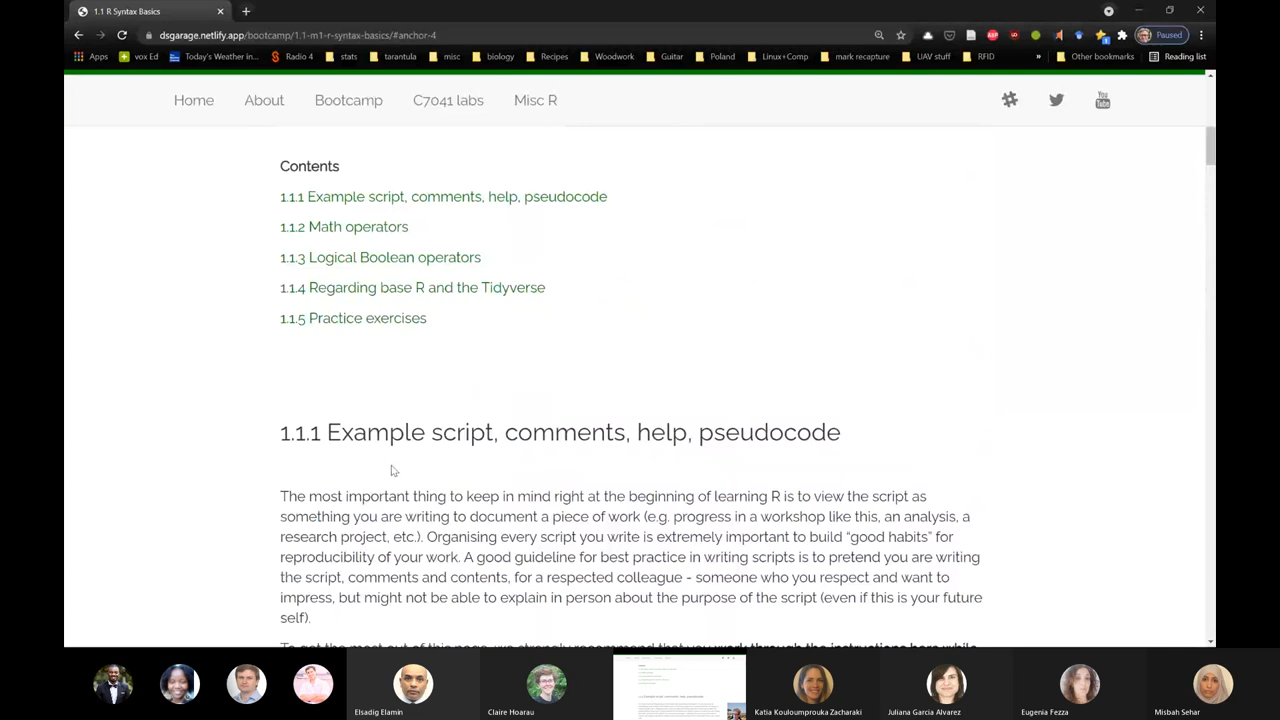 1.1 R Syntax Basics
dsgarage.netlify.app/bootcamp/1.1-m1-r-syntax-basics/#anchor-4
Paused
Apps
vox Ed
Today's Weather in...
Radio 4
stats
tarantula
misc
biology
Recipes
Woodwork
Guitar
Poland
Linux+Comp
mark recapture
UAV stuff
RFID
»
Other bookmarks
Reading list
Home
About
Bootcamp
C7041 labs
Misc R
You Tube
Contents
1.1.1 Example script, comments, help, pseudocode
1.1.2 Math operators
1.1.3 Logical Boolean operators
1.1.4 Regarding base R and the Tidyverse
1.1.5 Practice exercises
1.1.1 Example script, comments, help, pseudocode
The most important thing to keep in mind right at the beginning of learning R is to view the script as
something you are writing to document a piece of work (e.g. progress in a workshop like this, an analysis, a
research project, etc.). Organising every script you write is extremely important to build “good habits” for
reproducibility of your work. A good guideline for best practice in writing scripts is to pretend you are writing
the script, comments and contents, for a respected colleague - someone who you respect and want to
impress, but might not be able to explain in person about the purpose of the script (even if this is your future
self).
Elsadig Elnour
Claire Hoarau
Katia Kouloumprouka Zacharaki
Eugenia Fezza
Misbah Sehar